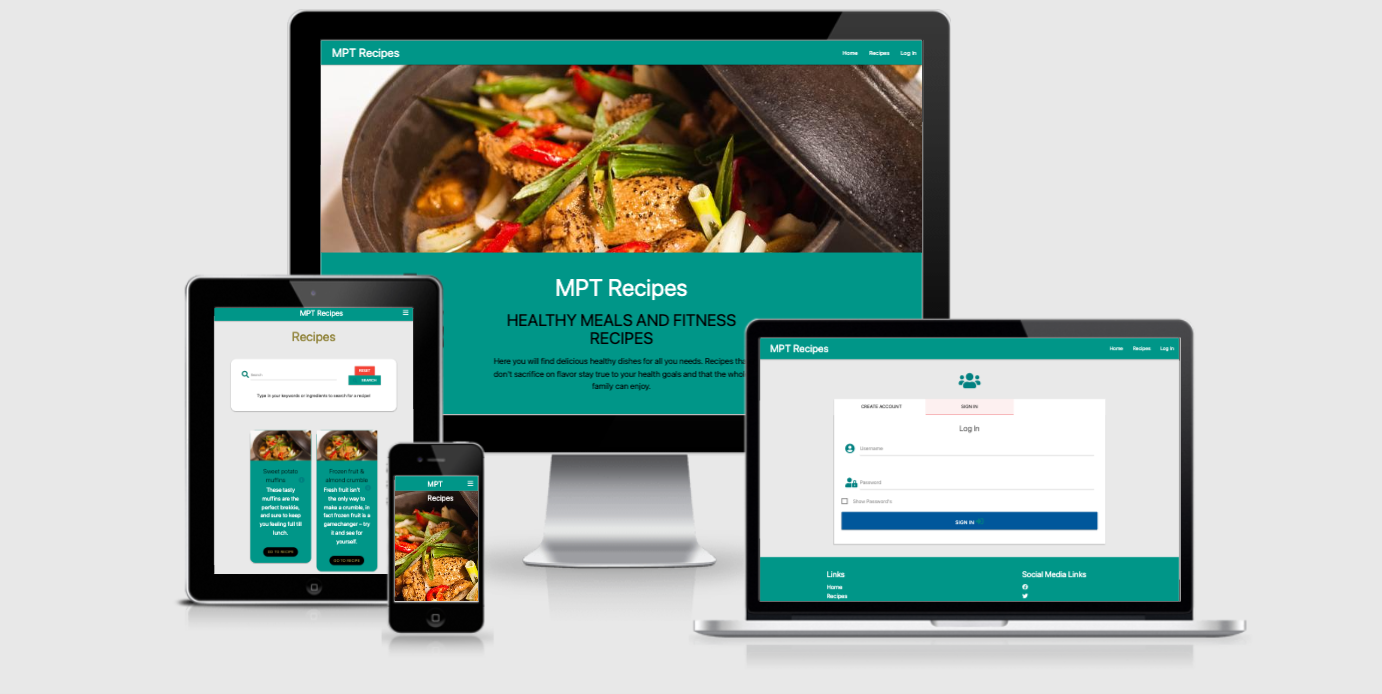 MPT Recipes
Home Recipes Log In
MPT Recipes
HEALTHY MEALS AND FITNESS
RECIPES
Here you will find delicious healthy dishes for all you needs. Recipes
don't sacrifice on flavor stay true to your health goals and that the
family can enjoy.
MPT Recipes
Recipes
Search
RESET
SEARCH
Type in your keywords or ingredients to search for a recipe!
Sweet potato
muffins
These tasty
muffins are the
perfect brekkie,
and sure to keep
you feeling full till
lunch.
GO TO RECIPE
Frozen fruit &
almond crumble
Fresh fruit isn't
the only way to
make a crumble, in
fact frozen fruit is a
gamechanger – try
it and see for
yourself.
GO TO RECIPE
MPT
Recipes
MPT Recipes
Home Recipes Log In
CREATE ACCOUNT SIGN IN
Log In
Username
Password
Show Password's
SIGN IN
Links
Home
Recipes
Social Media Links